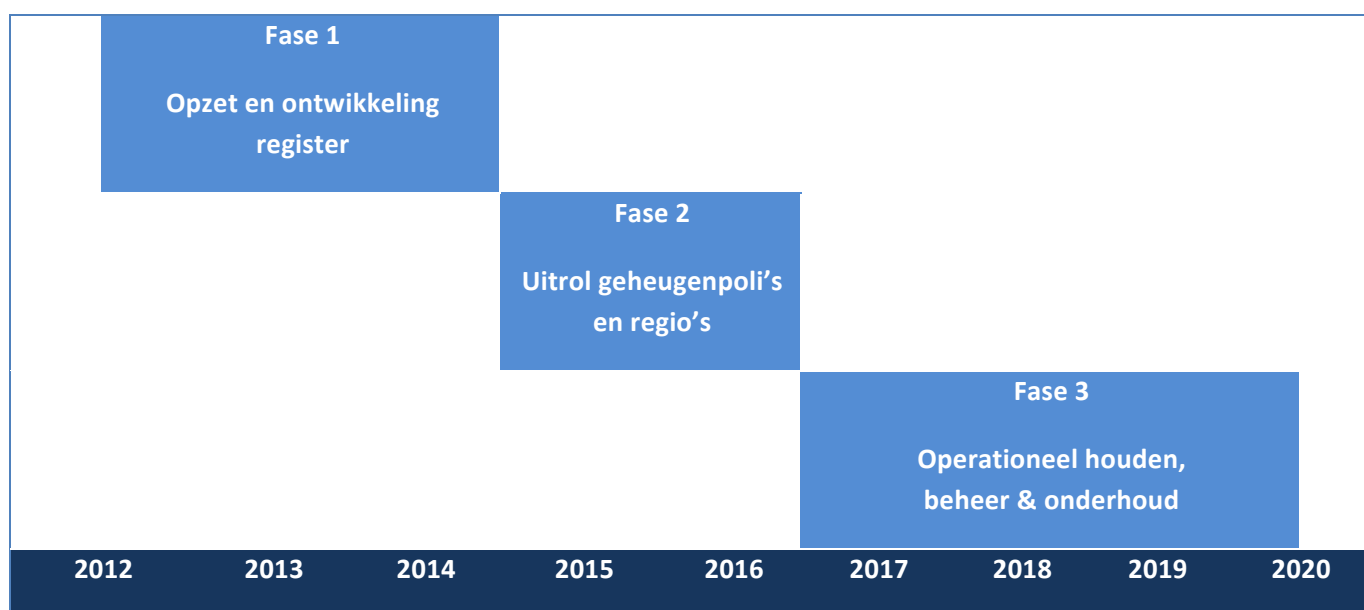 Fase 1
Opzet en ontwikkeling
register
Fase 2
Uitrol geheugenpoli’s
en regio’s
Fase 3
Operationeel houden,
beheer & onderhoud
2012 2013 2014 2015 2016 2017 2018 2019 2020